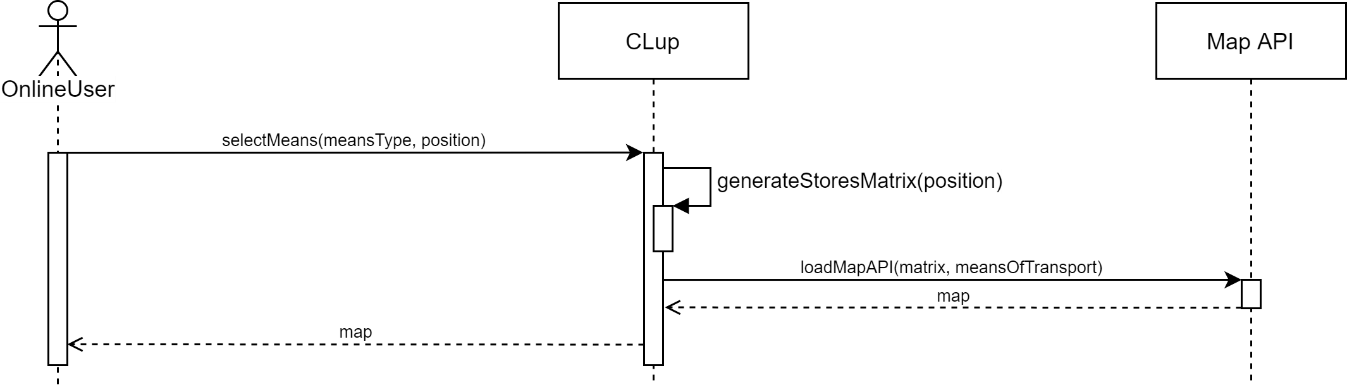 CLup
Map API
OnlineUser
selectMeans(meansType, position)
generateStoresMatrix(position)
loadMapAPI(matrix, meansOfTransport)
map
map